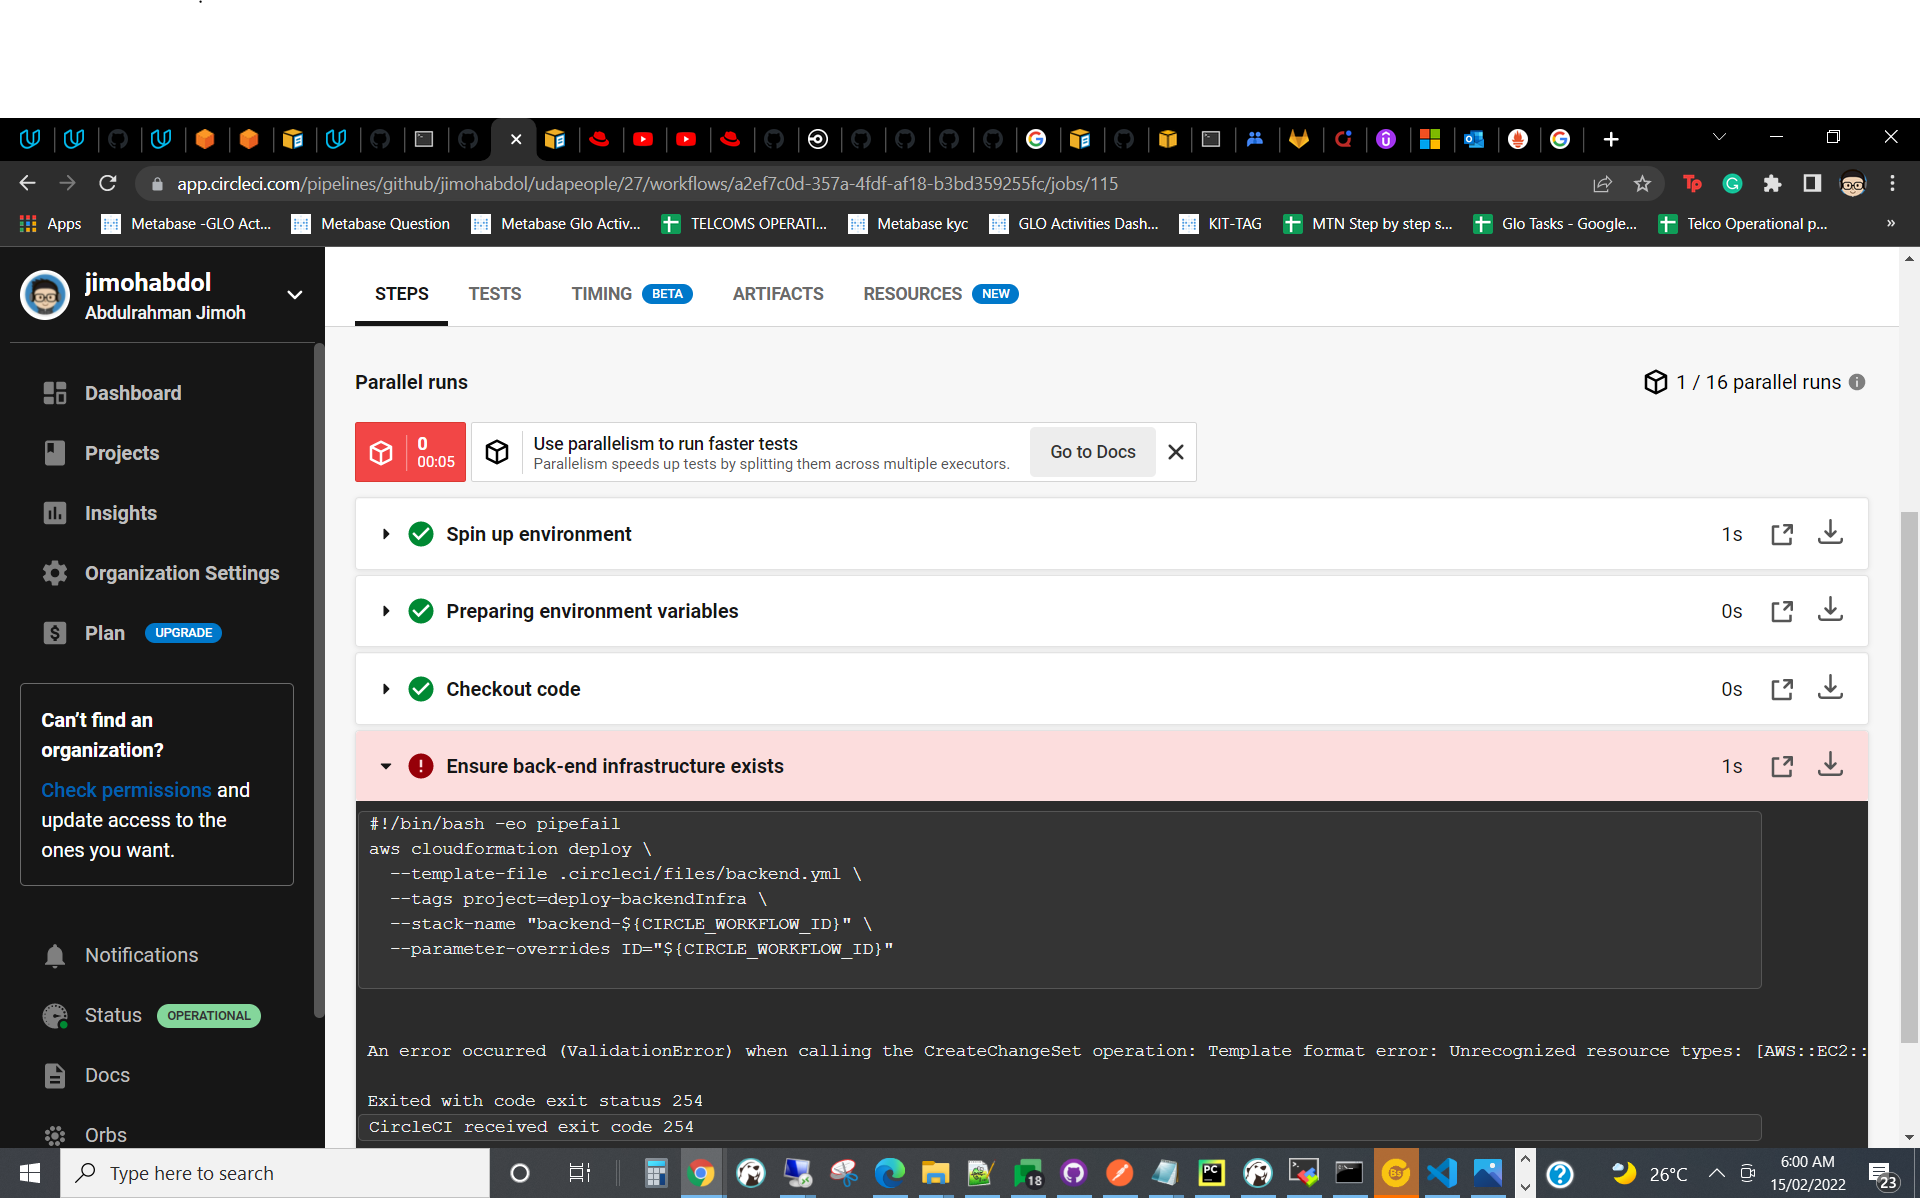 app.circleci.com/pipelines/github/jimohabdol/udapeople/27/workflows/a2ef7c0d-357a-4fdf-af18-b3bd359255fc/jobs/115
Apps
Metabase -GLO Act...
Metabase Question
Metabase Glo Activ...
TELCOMS OPERATI...
Metabase kyc
GLO Activities Dash...
KIT-TAG
MTN Step by step s...
Glo Tasks - Google...
Telco Operational p...
»
jimohabdol
Abdulrahman Jimoh
Dashboard
Projects
Insights
Organization Settings
Plan UPGRADE
Can't find an
organization?
Check permissions and
update access to the
ones you want.
Notifications
Status OPERATIONAL
Docs
Orbs
STEPS TESTS TIMING BETA ARTIFACTS RESOURCES NEW
Parallel runs
1 / 16 parallel runs
0
00:05
Use parallelism to run faster tests
Parallelism speeds up tests by splitting them across multiple executors.
Go to Docs
Spin up environment 1s
Preparing environment variables 0s
Checkout code 0s
Ensure back-end infrastructure exists 1s
#!/bin/bash -eo pipefail
aws cloudformation deploy \
--template-file .circleci/files/backend.yml \
--tags project=deploy-backendInfra \
--stack-name "backend-${CIRCLE_WORKFLOW_ID}" \
--parameter-overrides ID="${CIRCLE_WORKFLOW_ID}"
An error occurred (ValidationError) when calling the CreateChangeSet operation: Template format error: Unrecognized resource types: [AWS::EC2::
Exited with code exit status 254
CircleCI received exit code 254
Type here to search
18
26°C
6:00 AM
15/02/2022
23